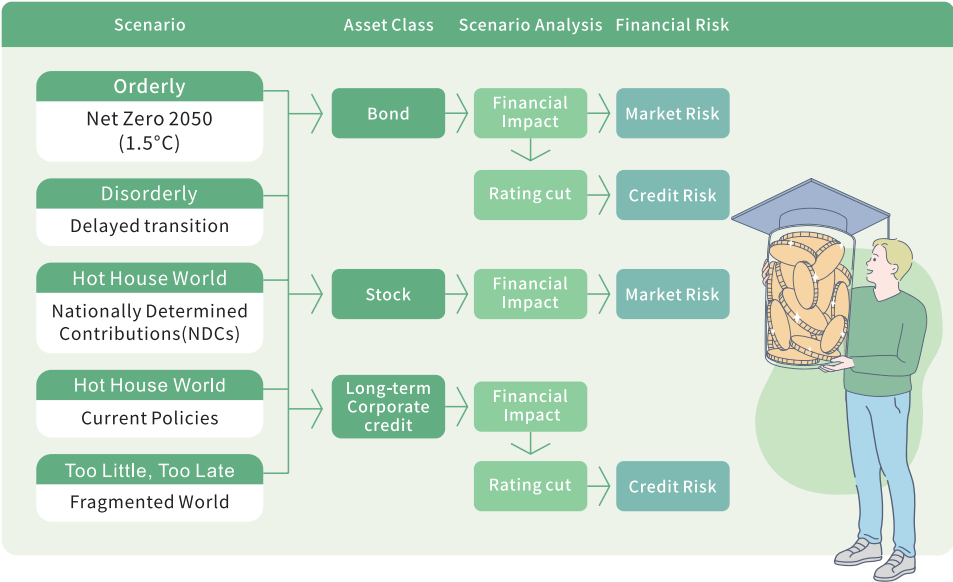 Scenario
Asset Class
Scenario Analysis
Financial Risk
Orderly
Net Zero 2050
(1.5°C)
Disorderly
Delayed transition
Hot House World
Nationally Determined
Contributions(NDCs)
Hot House World
Current Policies
Too Little, Too Late
Fragmented World
Bond
Financial
Impact
Market Risk
Rating cut
Credit Risk
Stock
Financial
Impact
Market Risk
Long-term
Corporate
credit
Financial
Impact
Rating cut
Credit Risk